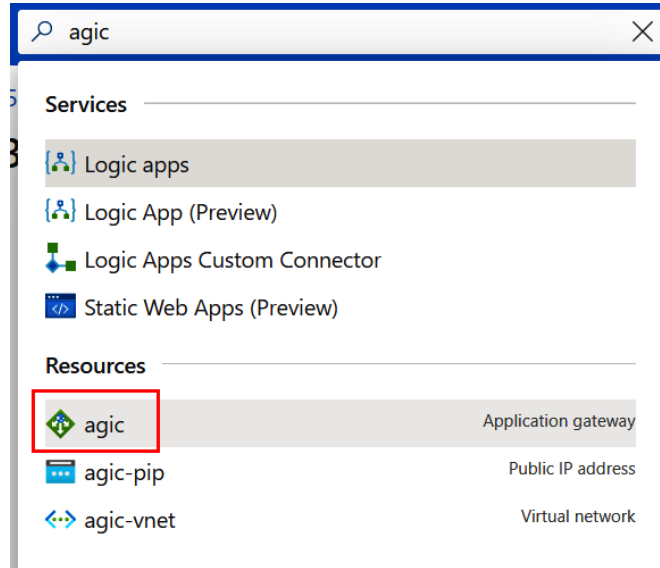 agic
Services
Logic apps
Logic App (Preview)
Logic Apps Custom Connector
Static Web Apps (Preview)
Resources
agic Application gateway
agic-pip Public IP address
agic-vnet Virtual network